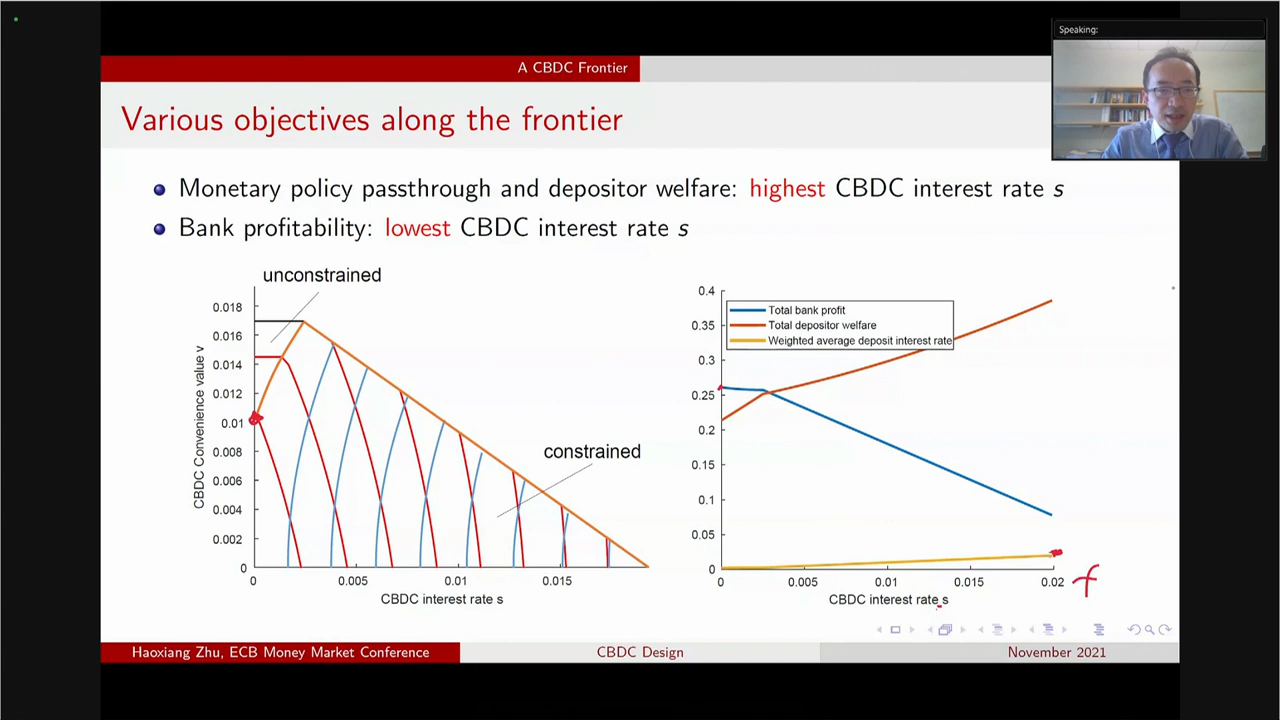 Speaking:
A CBDC Frontier
Various objectives along the frontier
Monetary policy passthrough and depositor welfare: highest CBDC interest rate s
Bank profitability: lowest CBDC interest rate s
unconstrained
constrained
CBDC Convenience value v
0.018
0.016
0.014
0.012
0.01
0.008
0.006
0.004
0.002
0
0
0.005
0.01
0.015
CBDC interest rate s
0.4
0.35
0.3
0.25
0.2
0.15
0.1
0.05
0
Total bank profit
Total depositor welfare
Weighted average deposit interest rate
0
0.005
0.01
0.015
0.02
f
CBDC interest rate s
Haoxiang Zhu, ECB Money Market Conference
CBDC Design
November 2021